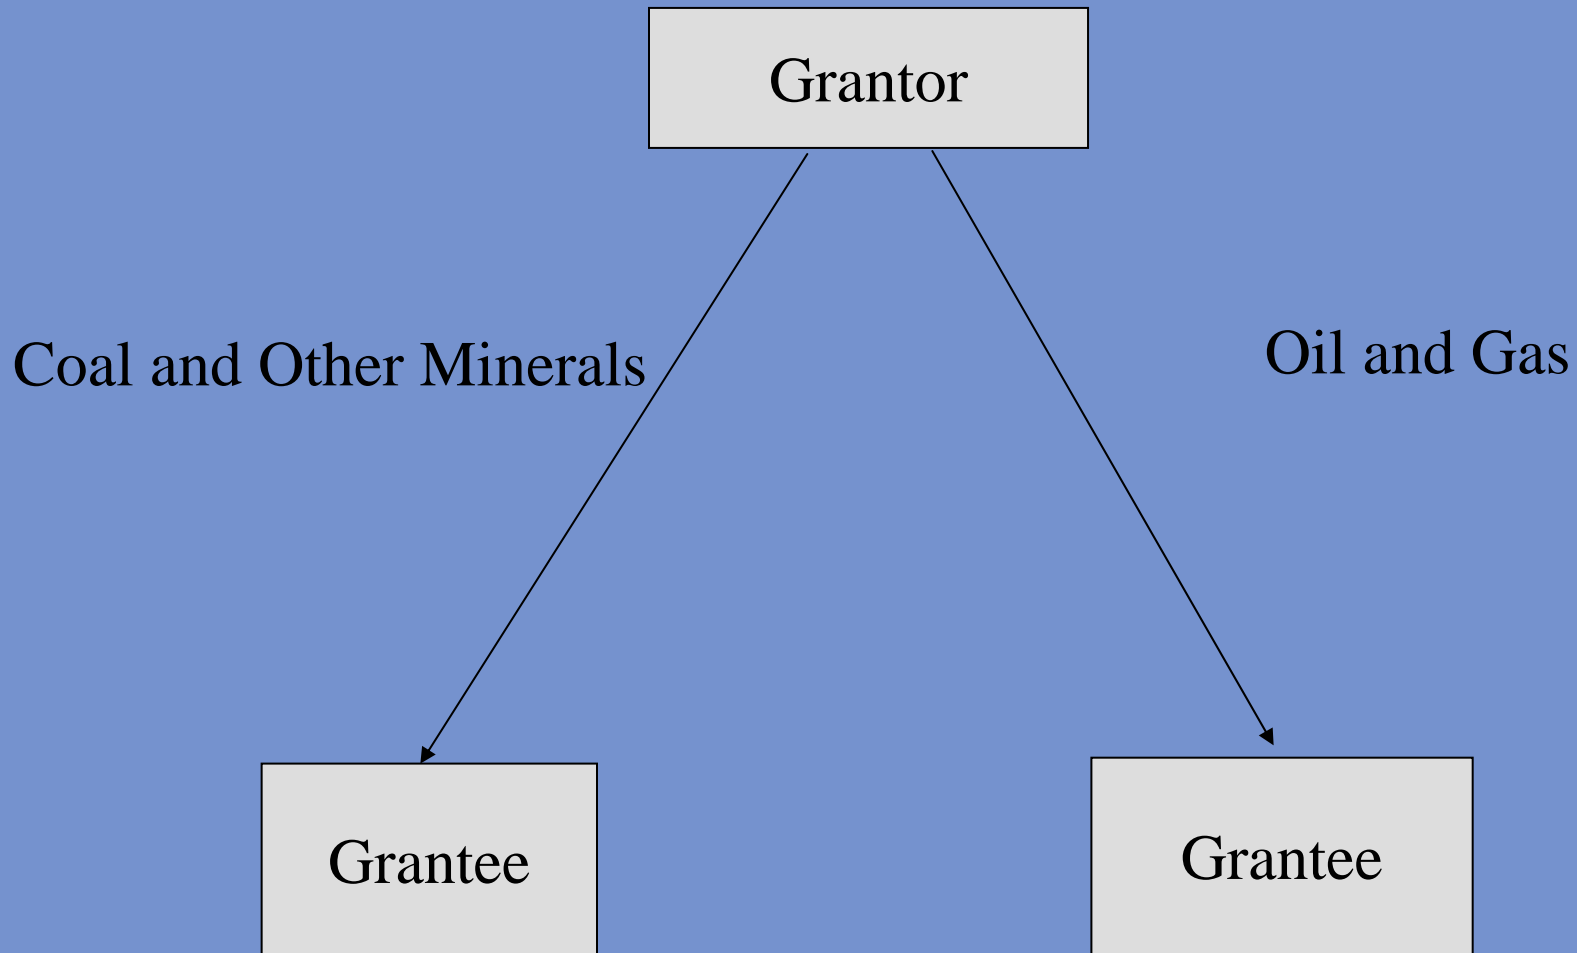 Grantor
Coal and Other Minerals
Oil and Gas
Grantee
Grantee